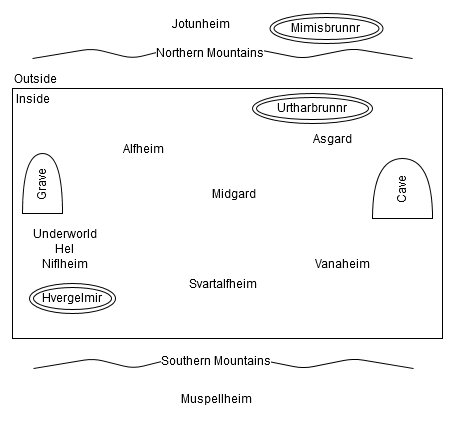 Jotunheim
Mimisbrunnr
Northern Mountains
Outside
Inside
Urtharbrunnr
Asgard
Alfheim
Grave
Midgard
Cave
Underworld
Hel
Niflheim
Vanaheim
Svartalfheim
Hvergelmir
Southern Mountains
Muspellheim